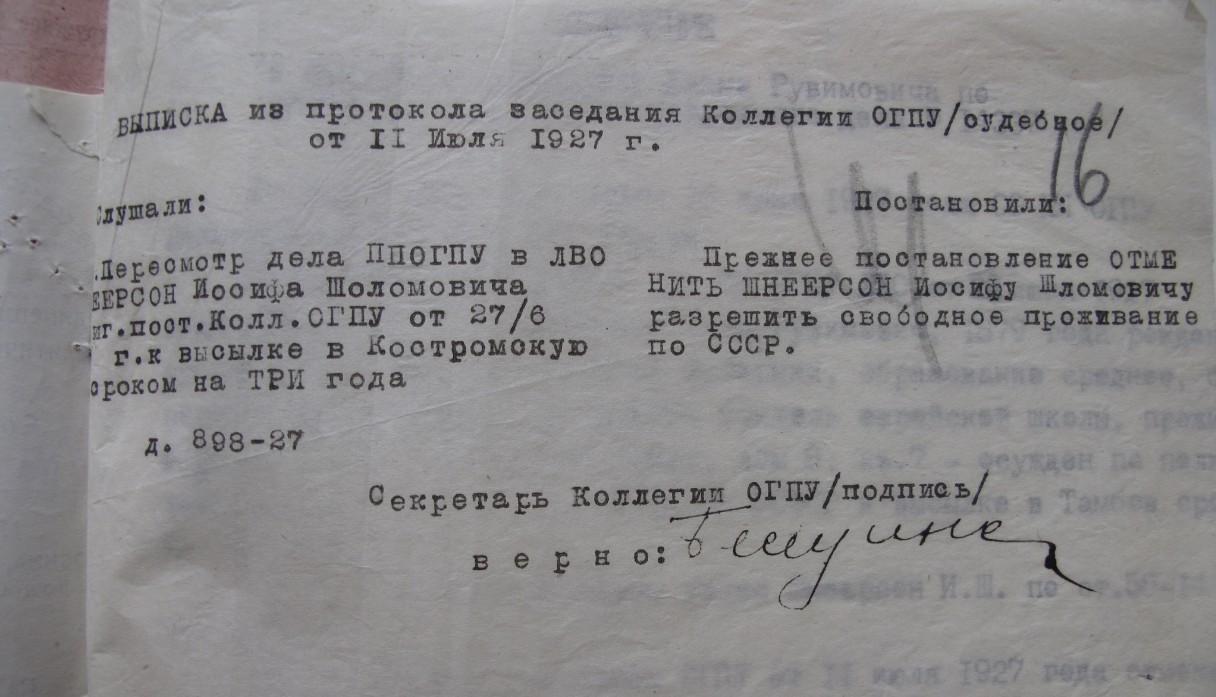 ВЫПИСКА из протокола заседания Коллегии ОГПУ/судебное/
от II Июля 1927 г.
16
Слушали:
.Пересмотр дела ППОГПУ в ЛВО
ЕЕРСОН Иосифа Шоломовича
иг.пост.Колл.ОГПУ от 27/6
г.к высылке в Костромскую
сроком на ТРИ года
д. 898-27
Постановили:
Прежнее постановление ОТМЕ
НИТЬ ШНЕЕРСОН Иосифу Шломовичу
разрешить свободное проживание
по СССР.
Секретарь Коллегии ОГПУ/подпись/
в е р н о: